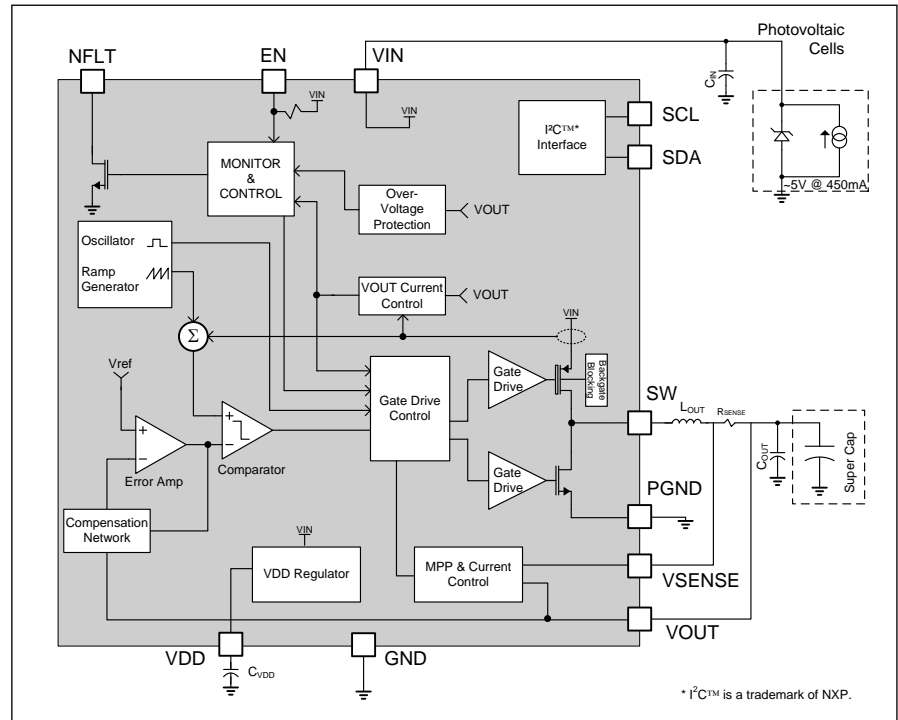 Photovoltaic
Cells
NFLT
EN
VIN
CIN
VIN
VIN
SCL
I²C™*
Interface
SDA
MONITOR
&
CONTROL
~5V @ 450mA
Over-
Voltage
Protection
VOUT
Oscillator
Ramp
Generator
VOUT Current
Control
VOUT
VIN
Σ
Vref
Gate
Drive
Backgate
Blocking
Gate Drive
Control
SW
LOUT
RSENSE
+
−
Error Amp
+
−
Comparator
Gate
Drive
COUT
Super Cap
PGND
Compensation
Network
VIN
VDD Regulator
MPP & Current
Control
VSENSE
VOUT
VDD
GND
CVDD
* I²C™ is a trademark of NXP.